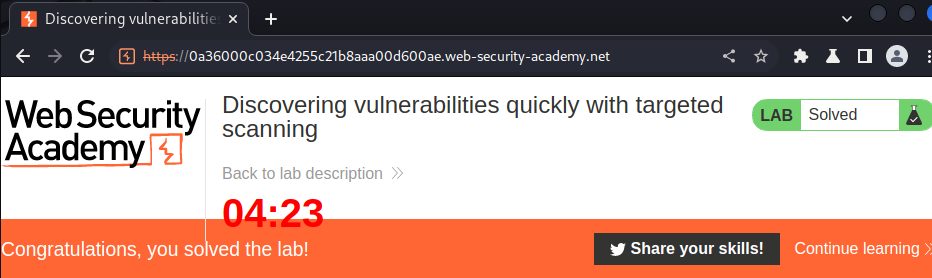 Discovering vulnerabilities
https://0a36000c034e4255c21b8aaa00d600ae.web-security-academy.net
Web Security
Academy
Discovering vulnerabilities quickly with targeted
scanning
LAB Solved
Back to lab description
04:23
Congratulations, you solved the lab!
Share your skills!
Continue learning